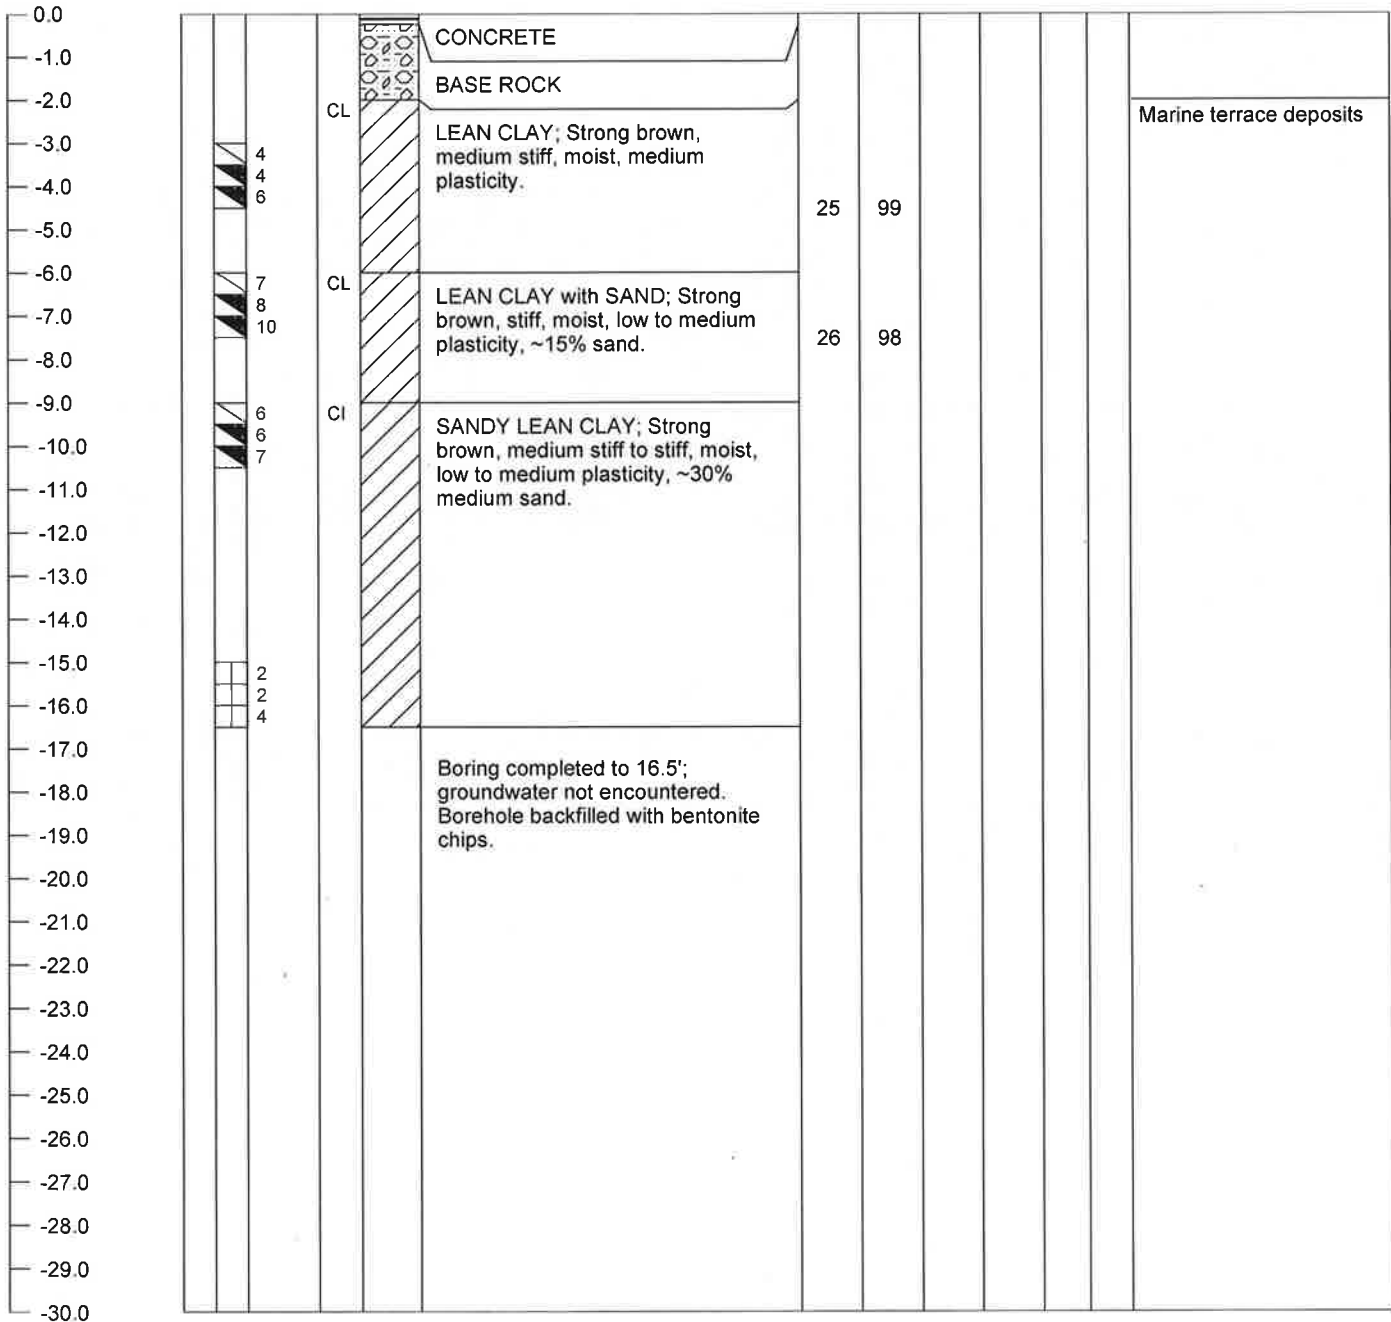 0.0
-1.0
-2.0
-3.0
-4.0
-5.0
-6.0
-7.0
-8.0
-9.0
-10.0
-11.0
-12.0
-13.0
-14.0
-15.0
-16.0
-17.0
-18.0
-19.0
-20.0
-21.0
-22.0
-23.0
-24.0
-25.0
-26.0
-27.0
-28.0
-29.0
-30.0
4
4
6
7
8
10
6
6
7
2
2
4
CL
CL
Cl
CONCRETE
BASE ROCK
LEAN CLAY; Strong brown,
medium stiff, moist, medium
plasticity.
LEAN CLAY with SAND; Strong
brown, stiff, moist, low to medium
plasticity, ~15% sand.
SANDY LEAN CLAY; Strong
brown, medium stiff to stiff, moist,
low to medium plasticity, ~30%
medium sand.
Boring completed to 16.5';
groundwater not encountered.
Borehole backfilled with bentonite
chips.
25 99
26 98
Marine terrace deposits